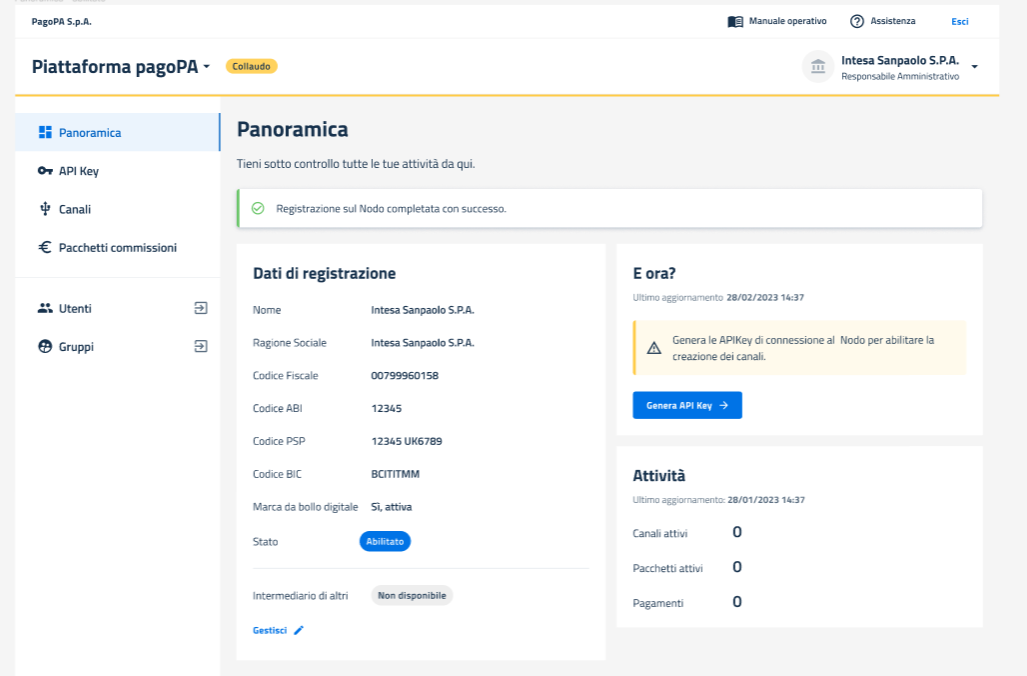 PagoPA S.p.A.
Manuale operativo
Assistenza
Esci
Piattaforma pagoPA
Collaudo
Intesa Sanpaolo S.P.A.
Responsabile Amministrativo
Panoramica
API Key
Canali
Pacchetti commissioni
Utenti
Gruppi
Panoramica
Tieni sotto controllo tutte le tue attività da qui.
Registrazione sul Nodo completata con successo.
Dati di registrazione
Nome Intesa Sanpaolo S.P.A.
Ragione Sociale Intesa Sanpaolo S.P.A.
Codice Fiscale 00799960158
Codice ABI 12345
Codice PSP 12345 UK6789
Codice BIC BCITITMM
Marca da bollo digitale Sì, attiva
Stato Abilitato
Intermediario di altri Non disponibile
Gestisci
E ora?
Ultimo aggiornamento 28/02/2023 14:37
Genera le APIKey di connessione al Nodo per abilitare la
creazione dei canali.
Genera API Key
Attività
Ultimo aggiornamento: 28/01/2023 14:37
Canali attivi 0
Pacchetti attivi 0
Pagamenti 0